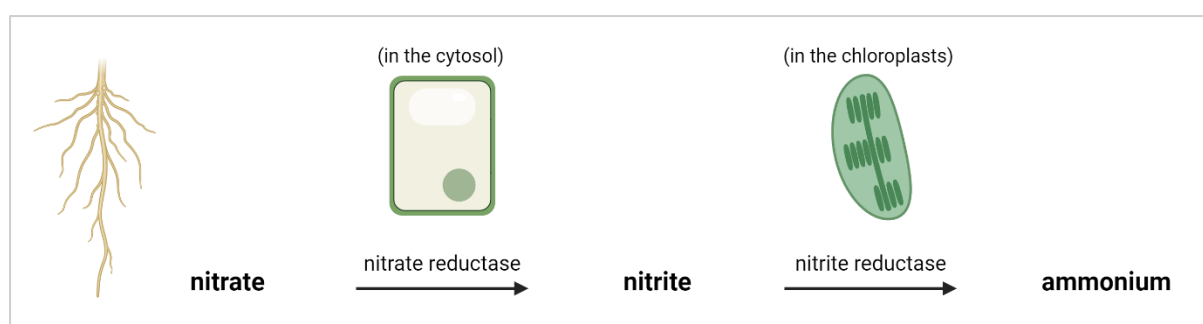 (in the cytosol)
(in the chloroplasts)
nitrate reductase
nitrite reductase
nitrate
nitrite
ammonium